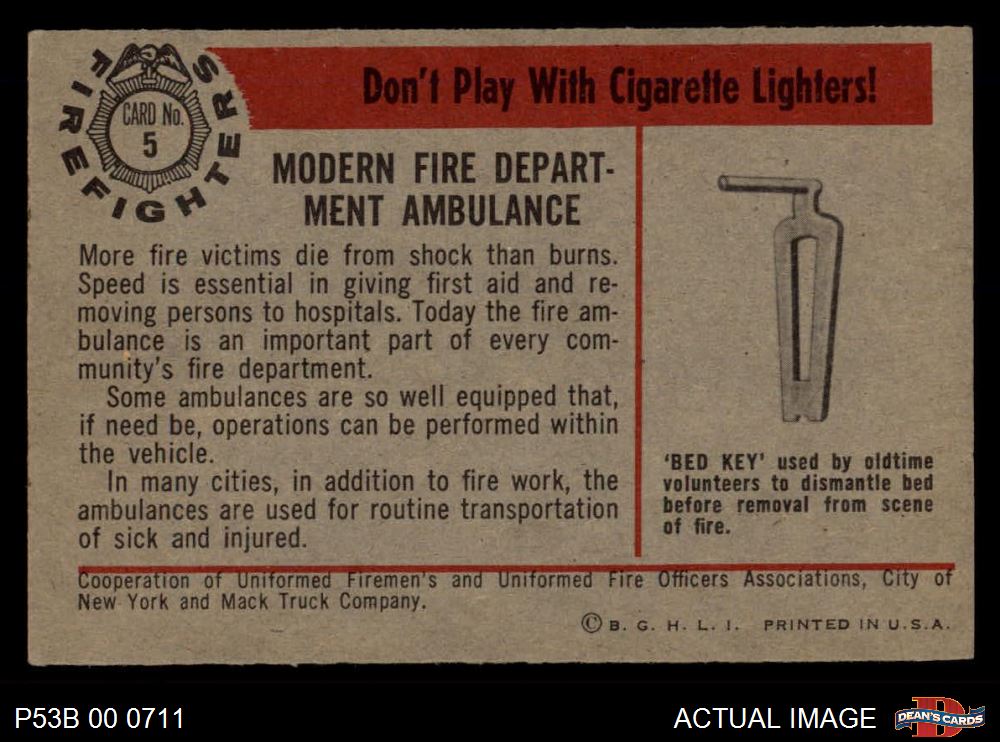 FIREFIGHTERS
CARD No.
5
Don't Play With Cigarette Lighters!
MODERN FIRE DEPART-
MENT AMBULANCE
More fire victims die from shock than burns.
Speed is essential in giving first aid and re-
moving persons to hospitals. Today the fire am-
bulance is an important part of every com-
munity's fire department.
Some ambulances are so well equipped that,
if need be, operations can be performed within
the vehicle.
In many cities, in addition to fire work, the
ambulances are used for routine transportation
of sick and injured.
'BED KEY' used by oldtime
volunteers to dismantle bed
before removal from scene
of fire.
Cooperation of Uniformed Firemen's and Uniformed Fire Officers Associations, City of
New York and Mack Truck Company.
© B. G. H. L. I. PRINTED IN U.S.A.
P53B 00 0711
ACTUAL IMAGE
D
DEAN'S CARDS